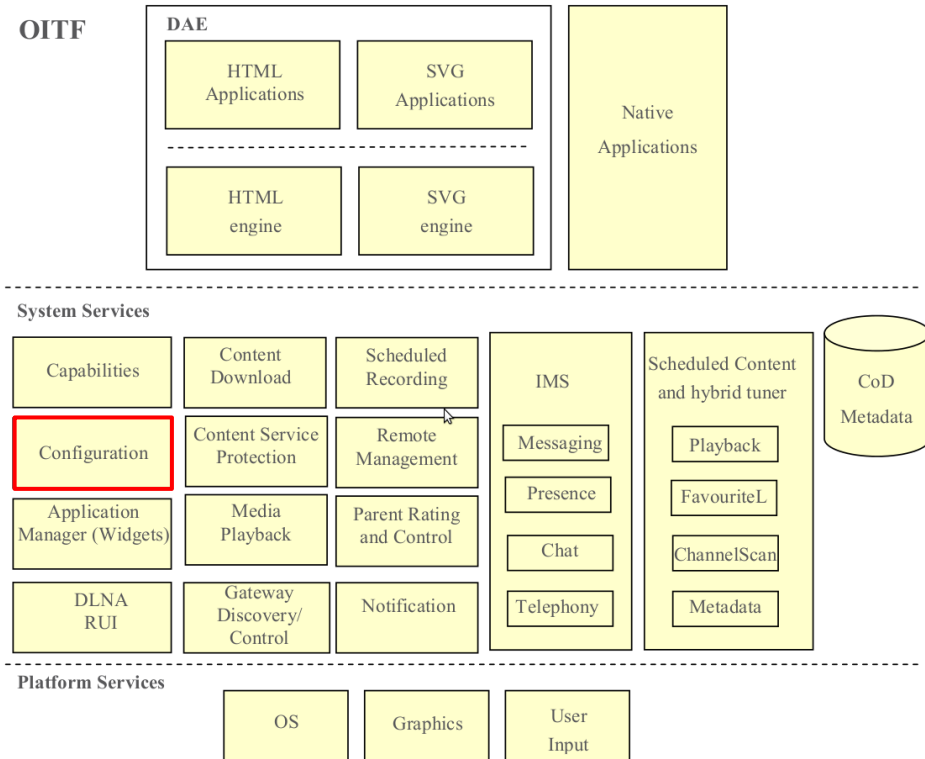 OITF
DAE
HTML
Applications
SVG
Applications
HTML
engine
SVG
engine
Native
Applications
System Services
Capabilities
Content
Download
Scheduled
Recording
Configuration
Content Service
Protection
Remote
Management
Application
Manager (Widgets)
Media
Playback
Parent Rating
and Control
DLNA
RUI
Gateway
Discovery/
Control
Notification
IMS
Messaging
Presence
Chat
Telephony
Scheduled Content
and hybrid tuner
Playback
FavouriteL
ChannelScan
Metadata
CoD
Metadata
Platform Services
OS
Graphics
User
Input